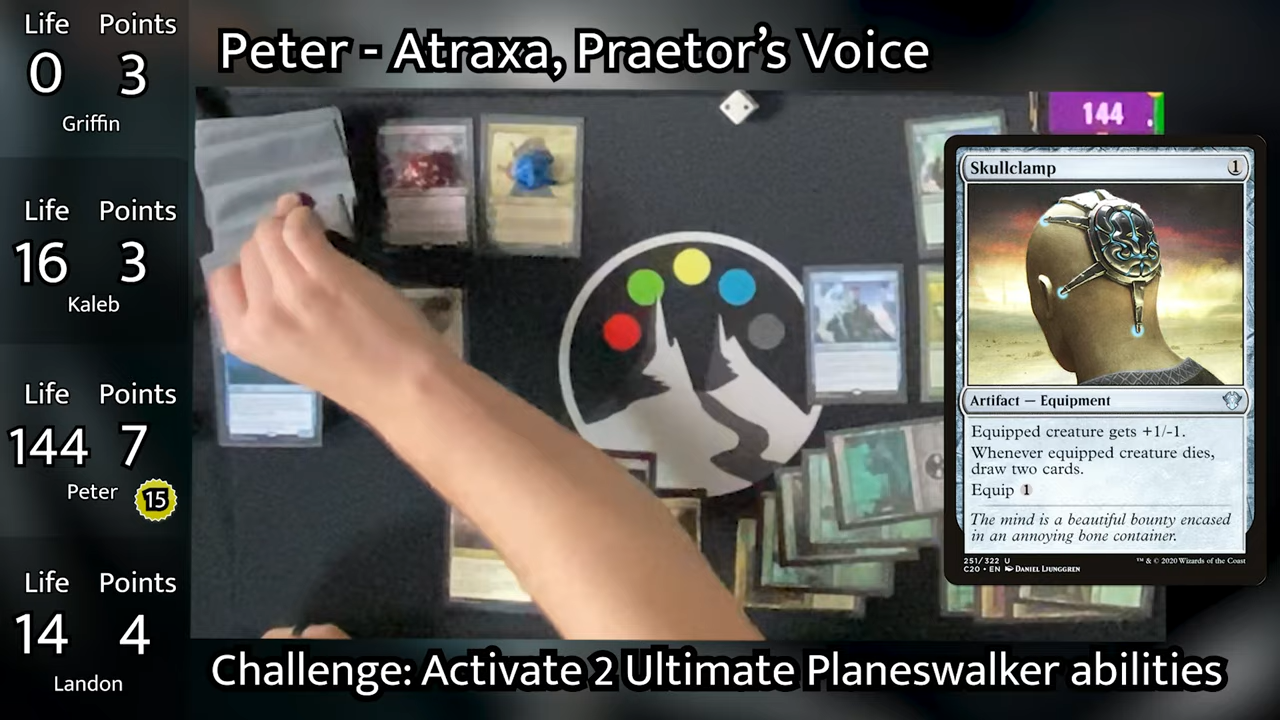 Life Points
0 3
Griffin
Life Points
16 3
Kaleb
Life Points
144 7
Peter 15
Life Points
14 4
Landon
Peter - Atraxa, Praetor's Voice
144
Skullclamp 1
Artifact — Equipment
Equipped creature gets +1/-1.
Whenever equipped creature dies,
draw two cards.
Equip 1
The mind is a beautiful bounty encased
in an annoying bone container.
251/322 U
C20 • EN DANIEL LJUNGGREN
™ & © 2020 Wizards of the Coast
Challenge: Activate 2 Ultimate Planeswalker abilities